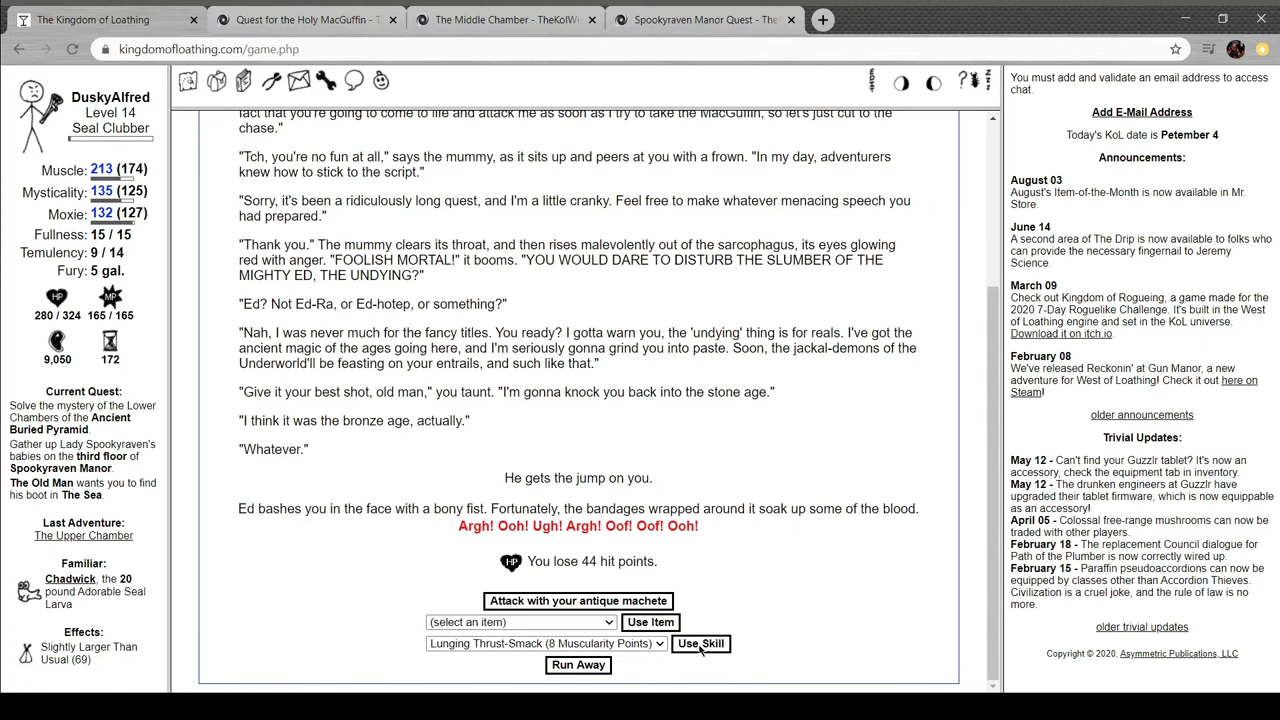 The Kingdom of Loathing
Quest for the Holy MacGuffin - T
The Middle Chamber - TheKolWi
Spookyraven Manor Quest - The
kingdomofloathing.com/game.php
DuskyAlfred
Level 14
Seal Clubber
Muscle: 213 (174)
Mysticality: 135 (125)
Moxie: 132 (127)
Fullness: 15 / 15
Temulency: 9 / 14
Fury: 5 gal.
HP
MP
280 / 324
165 / 165
9,050
172
Current Quest:
Solve the mystery of the Lower
Chambers of the Ancient
Buried Pyramid.
Gather up Lady Spookyraven's
babies on the third floor of
Spookyraven Manor.
The Old Man wants you to find
his boot in The Sea.
Last Adventure:
The Upper Chamber
Familiar:
Chadwick, the 20
pound Adorable Seal
Larva
Effects:
Slightly Larger Than
Usual (69)
fact that you're going to come to life and attack me as soon as I try to take the MacGuffin, so let's just cut to the
chase."
"Tch, you're no fun at all," says the mummy, as it sits up and peers at you with a frown. "In my day, adventurers
knew how to stick to the script."
"Sorry, it's been a ridiculously long quest, and I'm a little cranky. Feel free to make whatever menacing speech you
had prepared."
"Thank you." The mummy clears its throat, and then rises malevolently out of the sarcophagus, its eyes glowing
red with anger. "FOOLISH MORTAL!" it booms. "YOU WOULD DARE TO DISTURB THE SLUMBER OF THE
MIGHTY ED, THE UNDYING?"
"Ed? Not Ed-Ra, or Ed-hotep, or something?"
"Nah, I was never much for the fancy titles. You ready? I gotta warn you, the 'undying' thing is for reals. I've got the
ancient magic of the ages going here, and I'm seriously gonna grind you into paste. Soon, the jackal-demons of the
Underworld'll be feasting on your entrails, and such like that."
"Give it your best shot, old man," you taunt. "I'm gonna knock you back into the stone age."
"I think it was the bronze age, actually."
"Whatever."
He gets the jump on you.
Ed bashes you in the face with a bony fist. Fortunately, the bandages wrapped around it soak up some of the blood.
Argh! Ooh! Ugh! Argh! Oof! Oof! Ooh!
HP You lose 44 hit points.
Attack with your antique machete
(select an item) Use Item
Lunging Thrust-Smack (8 Muscularity Points) Use Skill
Run Away
You must add and validate an email address to access
chat.
Add E-Mail Address
Today's KoL date is Petember 4
Announcements:
August 03
August's Item-of-the-Month is now available in Mr.
Store.
June 14
A second area of The Drip is now available to folks who
can provide the necessary fingernail to Jeremy
Science.
March 09
Check out Kingdom of Rogueing, a game made for the
2020 7-Day Roguelike Challenge. It's built in the West
of Loathing engine and set in the KoL universe.
Download it on itch.io.
February 08
We've released Reckonin' at Gun Manor, a new
adventure for West of Loathing! Check it out here on
Steam!
older announcements
Trivial Updates:
May 12 - Can't find your Guzzlr tablet? It's now an
accessory, check the equipment tab in inventory.
May 12 - The drunken engineers at Guzzlr have
upgraded their tablet firmware, which is now equippable
as an accessory!
April 05 - Colossal free-range mushrooms can now be
traded with other players.
February 18 - The replacement Council dialogue for
Path of the Plumber is now correctly wired up.
February 15 - Paraffin pseudoaccordions can now be
equipped by classes other than Accordion Thieves.
Civilization is a cruel joke, and the rule of law is no
more.
older trivial updates
Copyright © 2020, Asymmetric Publications, LLC